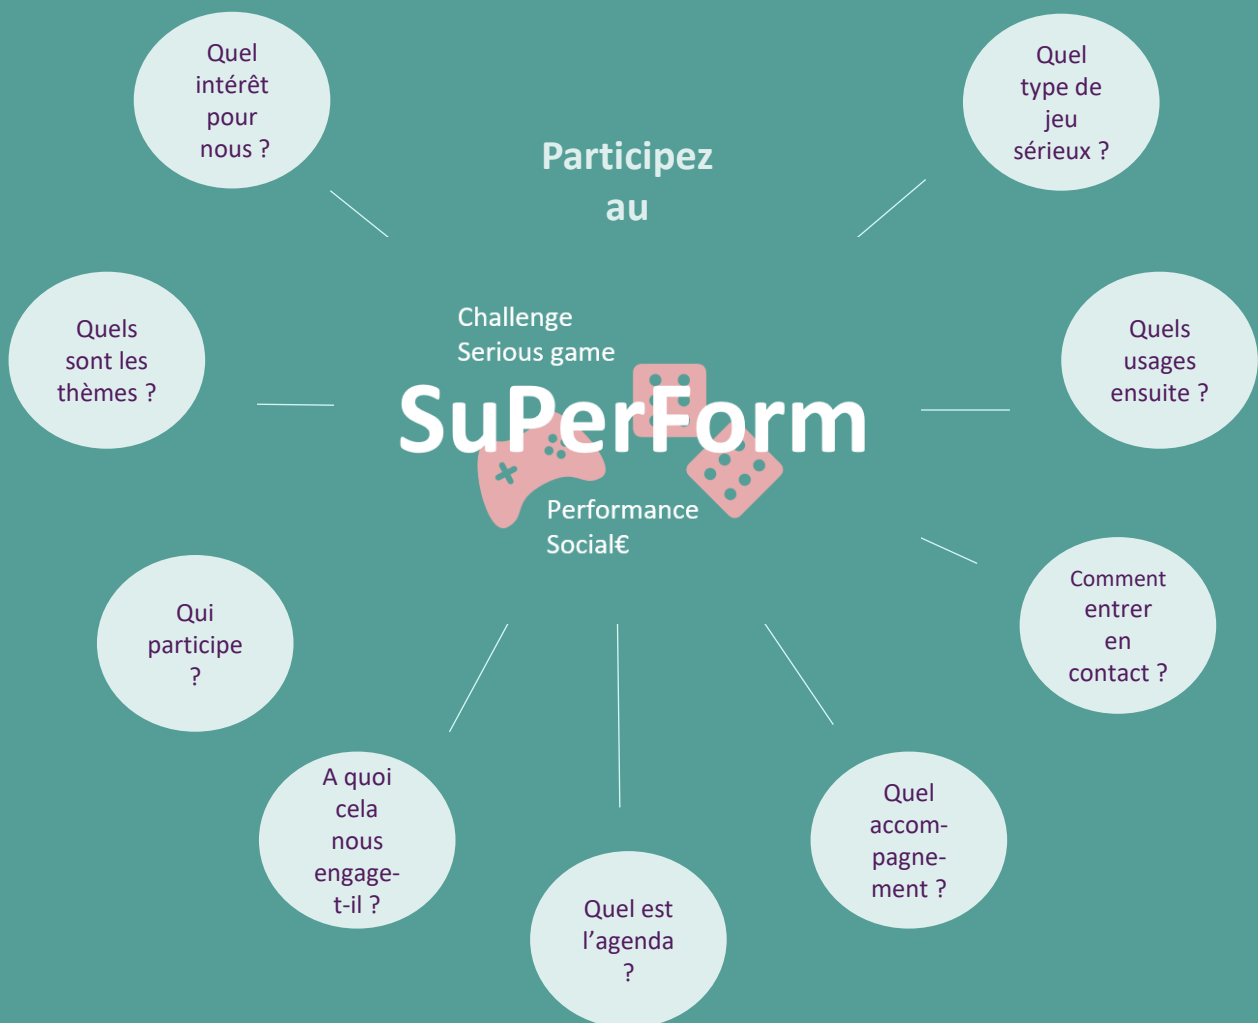 Quel
intérêt
pour
nous ?
Participez
au
Quel
type de
jeu
sérieux ?
Quels
sont les
thèmes ?
Challenge
Serious game
SuPerForm
Performance
Social€
Quels
usages
ensuite ?
Qui
participe
?
Comment
entrer
en
contact ?
A quoi
cela
nous
engage-
t-il ?
Quel est
l’agenda
?
Quel
accom-
pagne-
ment ?